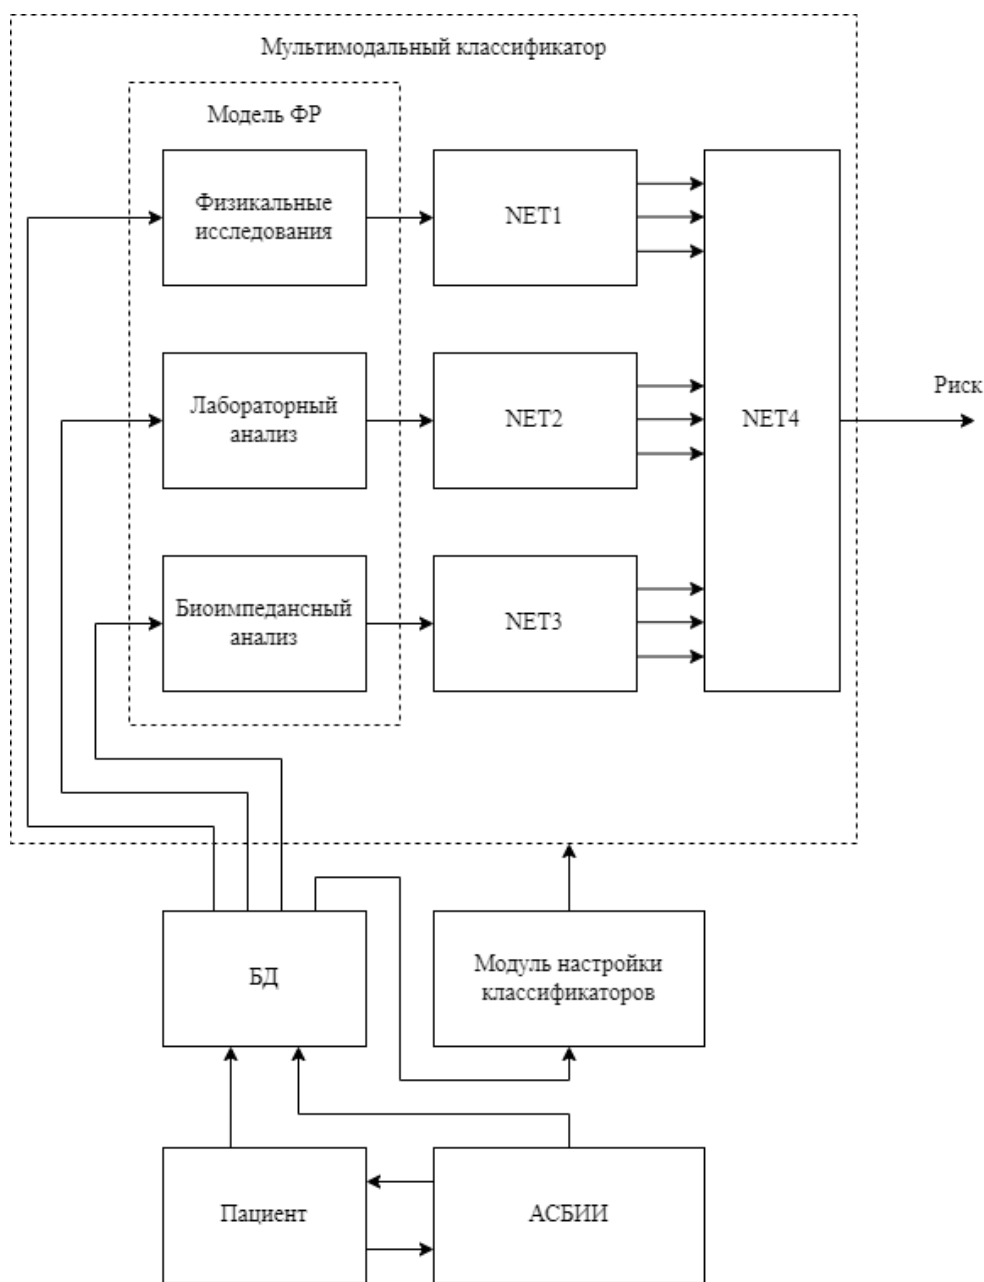 Мультимодальный классификатор
Модель ФР
Физикальные
исследования
NET1
Лабораторный
анализ
NET2
NET4
Риск
Биоимпедансный
анализ
NET3
БД
Модуль настройки
классификаторов
Пациент
АСБИИ